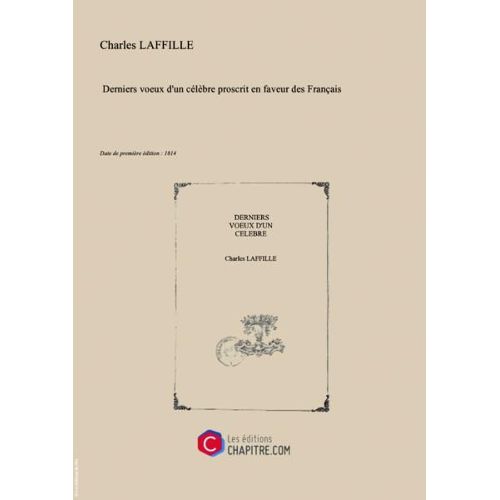 Charles LAFFILLE
Derniers voeux d'un célèbre proscrit en faveur des Français
Date de première édition : 1814
DERNIERS
VOEUX D'UN
CELEBRE
Charles LAFFILLE
C
Les éditions
CHAPITRE.COM